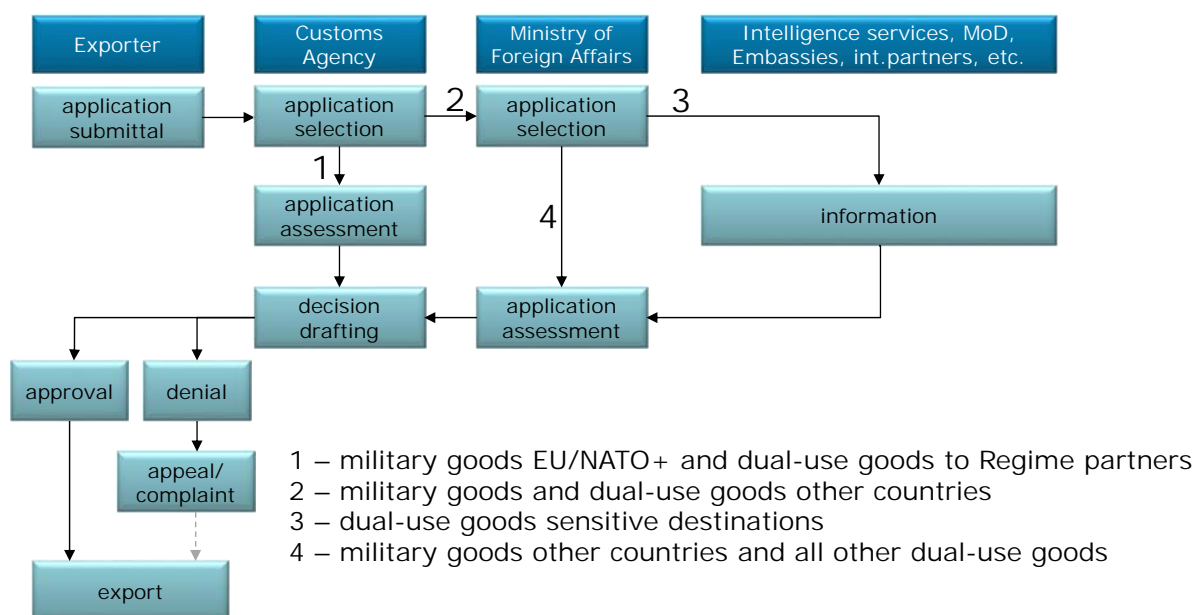 Exporter
Customs
Agency
Ministry of
Foreign Affairs
Intelligence services, MoD,
Embassies, int.partners, etc.
application
submittal
application
selection
2
application
selection
3
1
application
assessment
4
information
decision
drafting
application
assessment
approval
denial
appeal/
complaint
export
1 – military goods EU/NATO+ and dual-use goods to Regime partners
2 – military goods and dual-use goods other countries
3 – dual-use goods sensitive destinations
4 – military goods other countries and all other dual-use goods